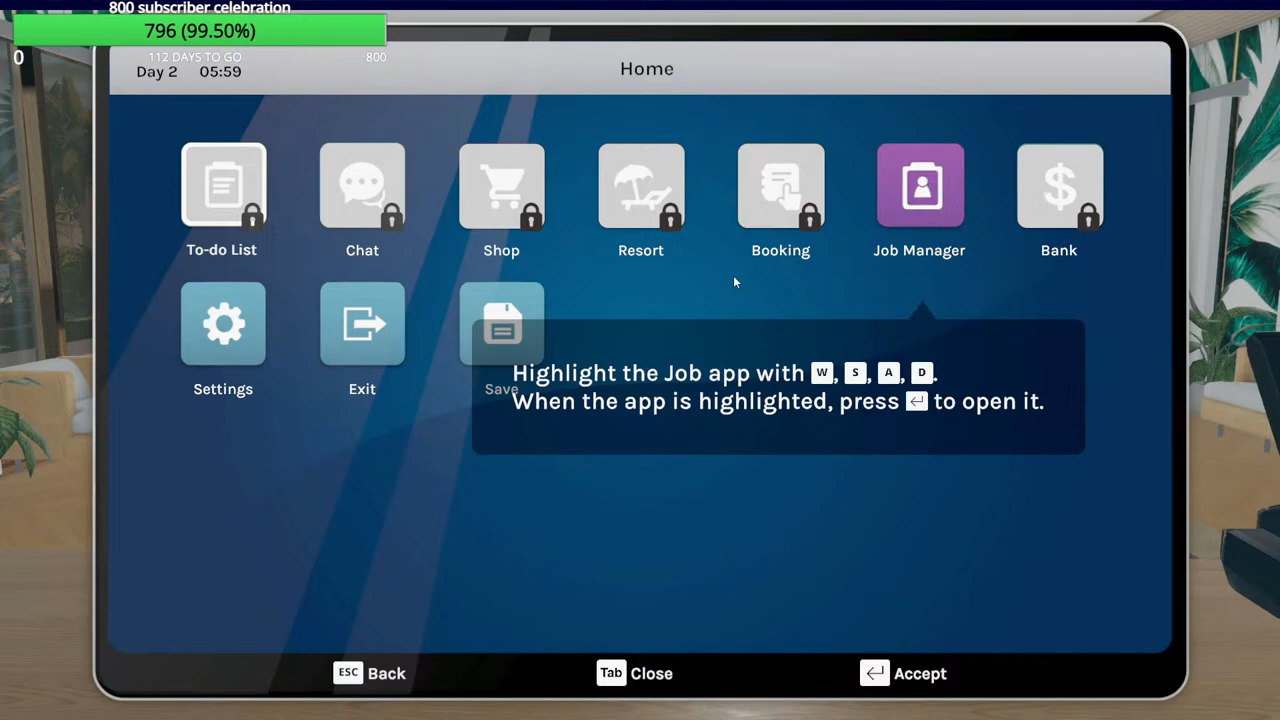 800 subscriber celebration
796 (99.50%)
0
112 DAYS TO GO
800
Day 2
05:59
Home
To-do List
Chat
Shop
Resort
Booking
Job Manager
Bank
Settings
Exit
Save
Highlight the Job app with W, S, A, D.
When the app is highlighted, press ↵ to open it.
ESC Back
Tab Close
↵ Accept